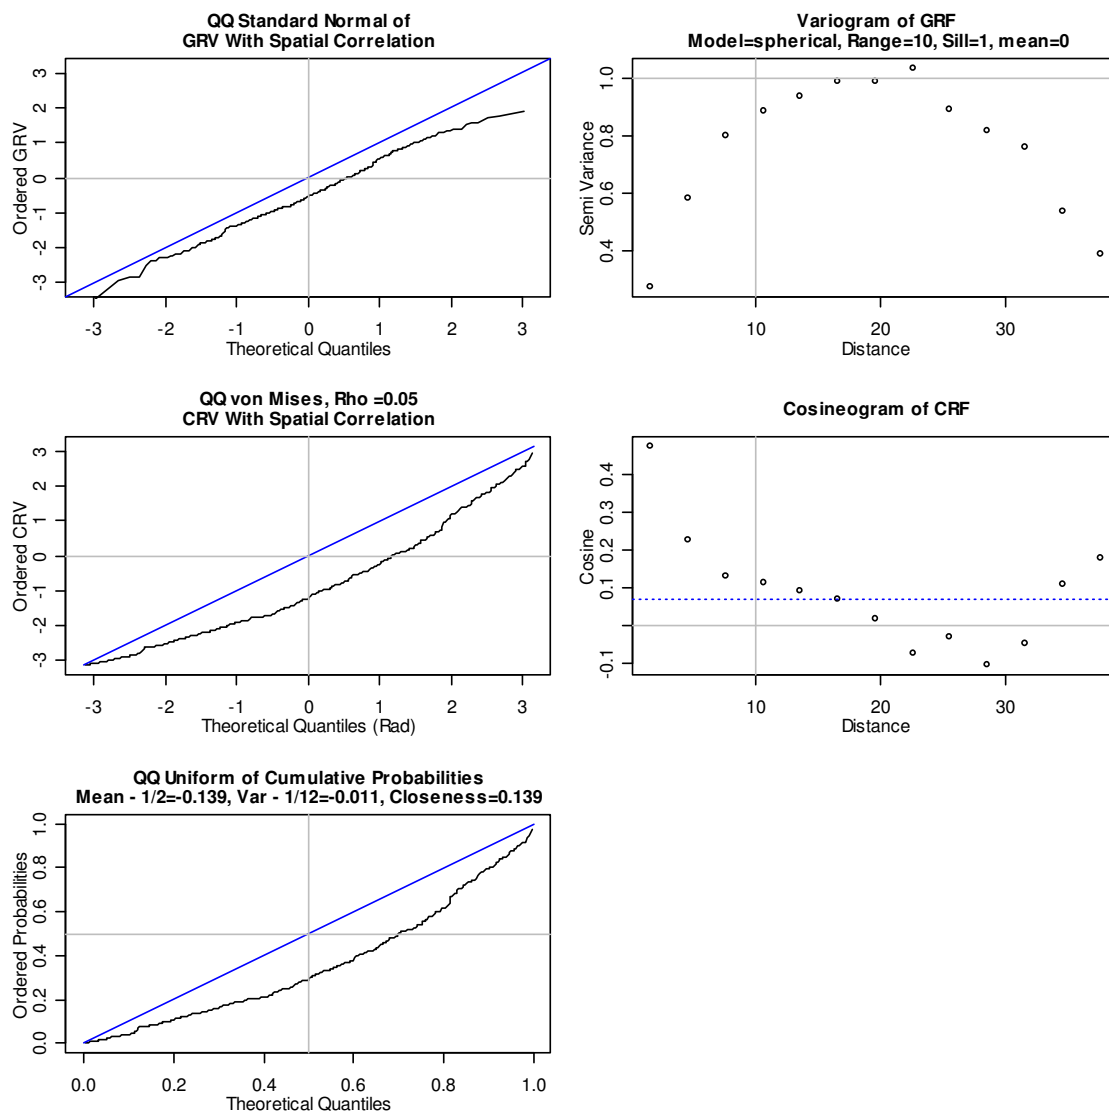 QQ Standard Normal of
GRV With Spatial Correlation
Ordered GRV
3
2
1
0
-1
-2
-3
-3 -2 -1 0 1 2 3
Theoretical Quantiles
Variogram of GRF
Model=spherical, Range=10, Sill=1, mean=0
Semi Variance
1.0
0.8
0.6
0.4
10 20 30
Distance
QQ von Mises, Rho =0.05
CRV With Spatial Correlation
Ordered CRV
3
2
1
0
-1
-2
-3
-3 -2 -1 0 1 2 3
Theoretical Quantiles (Rad)
Cosineogram of CRF
Cosine
0.4
0.3
0.2
0.1
-0.1
10 20 30
Distance
QQ Uniform of Cumulative Probabilities
Mean - 1/2=-0.139, Var - 1/12=-0.011, Closeness=0.139
Ordered Probabilities
1.0
0.8
0.6
0.4
0.2
0.0
0.0 0.2 0.4 0.6 0.8 1.0
Theoretical Quantiles